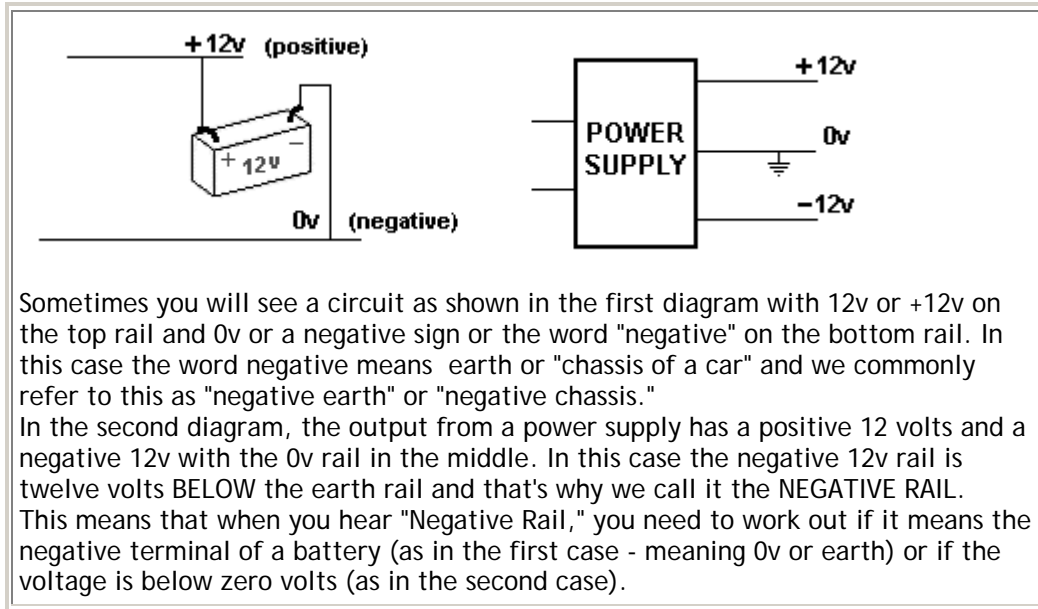 +12v (positive)
+ 12v −
0v (negative)
POWER
SUPPLY
+12v
0v
−12v
Sometimes you will see a circuit as shown in the first diagram with 12v or +12v on
the top rail and 0v or a negative sign or the word "negative" on the bottom rail. In
this case the word negative means  earth or "chassis of a car" and we commonly
refer to this as "negative earth" or "negative chassis."
In the second diagram, the output from a power supply has a positive 12 volts and a
negative 12v with the 0v rail in the middle. In this case the negative 12v rail is
twelve volts BELOW the earth rail and that's why we call it the NEGATIVE RAIL.
This means that when you hear "Negative Rail," you need to work out if it means the
negative terminal of a battery (as in the first case - meaning 0v or earth) or if the
voltage is below zero volts (as in the second case).